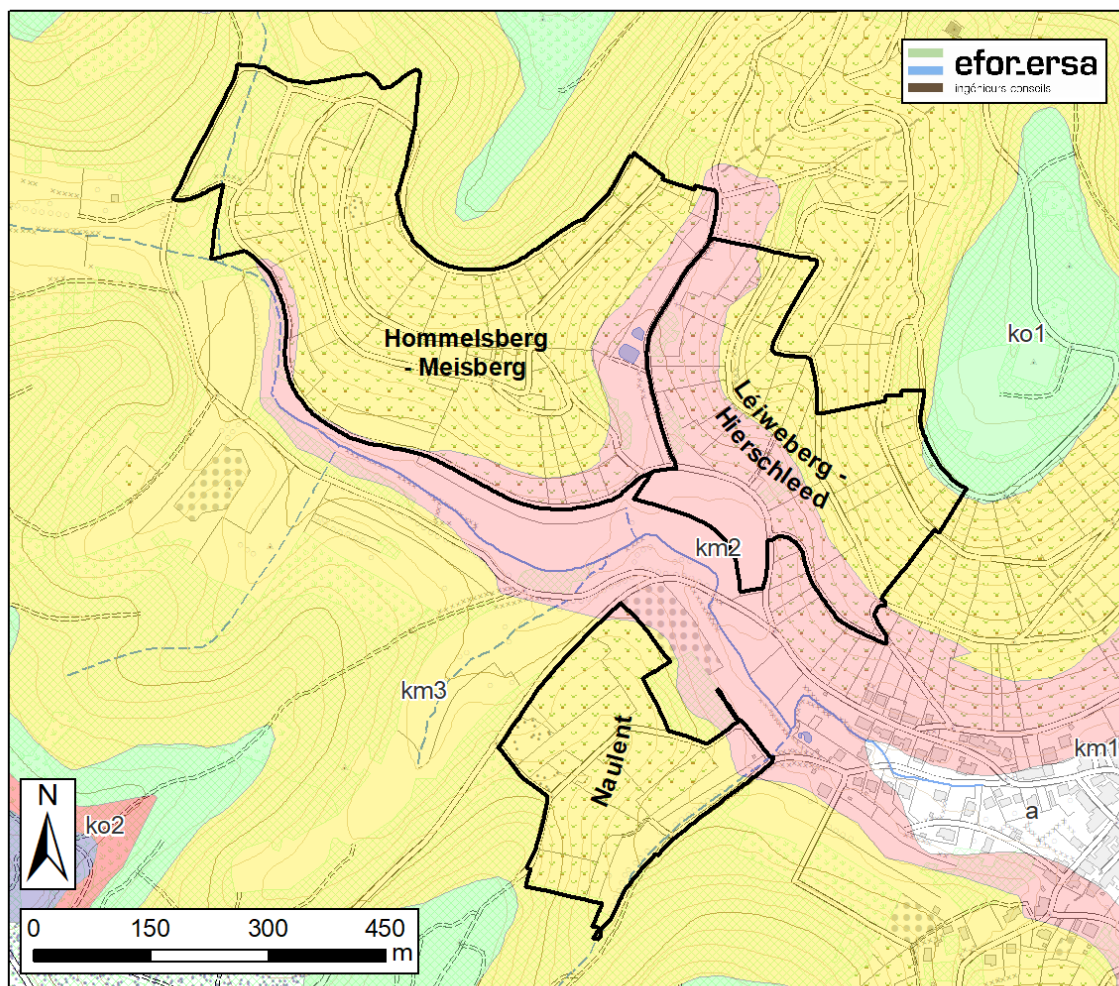 efor-ersa
ingénieurs conseils
ko1
Hommelsberg
- Meisberg
Léiweberg -
Hierschleed
km2
km3
Naulent
km1
a
ko2
N
0 150 300 450
m